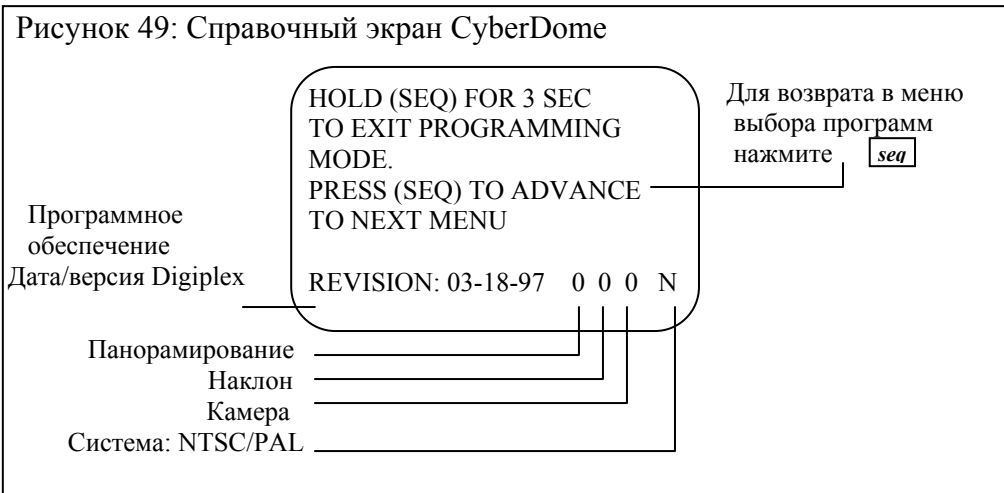 Рисунок 49: Справочный экран CyberDome
HOLD (SEQ) FOR 3 SEC
TO EXIT PROGRAMMING
MODE.
PRESS (SEQ) TO ADVANCE
TO NEXT MENU
REVISION: 03-18-97 0 0 0 N
Для возврата в меню
выбора программ
нажмите seq
Программное
обеспечение
Дата/версия Digiplex
Панорамирование
Наклон
Камера
Система: NTSC/PAL